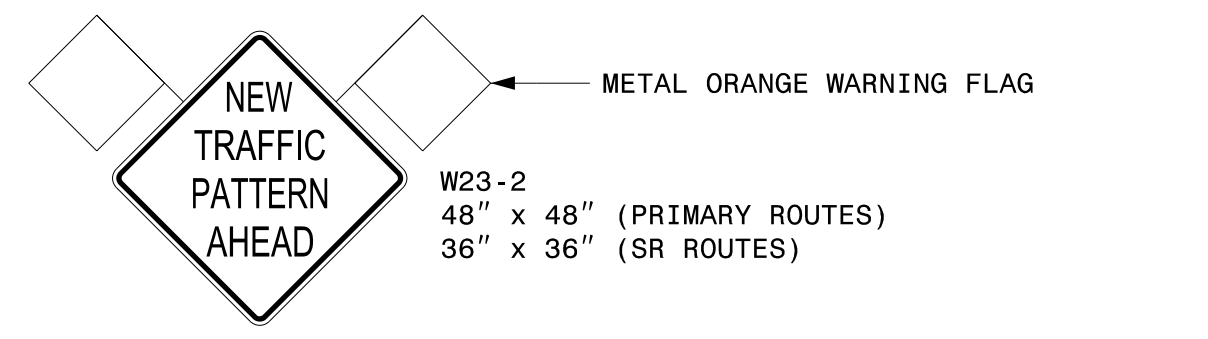 NEW
TRAFFIC
PATTERN
AHEAD
METAL ORANGE WARNING FLAG
W23-2
48" x 48" (PRIMARY ROUTES)
36" x 36" (SR ROUTES)